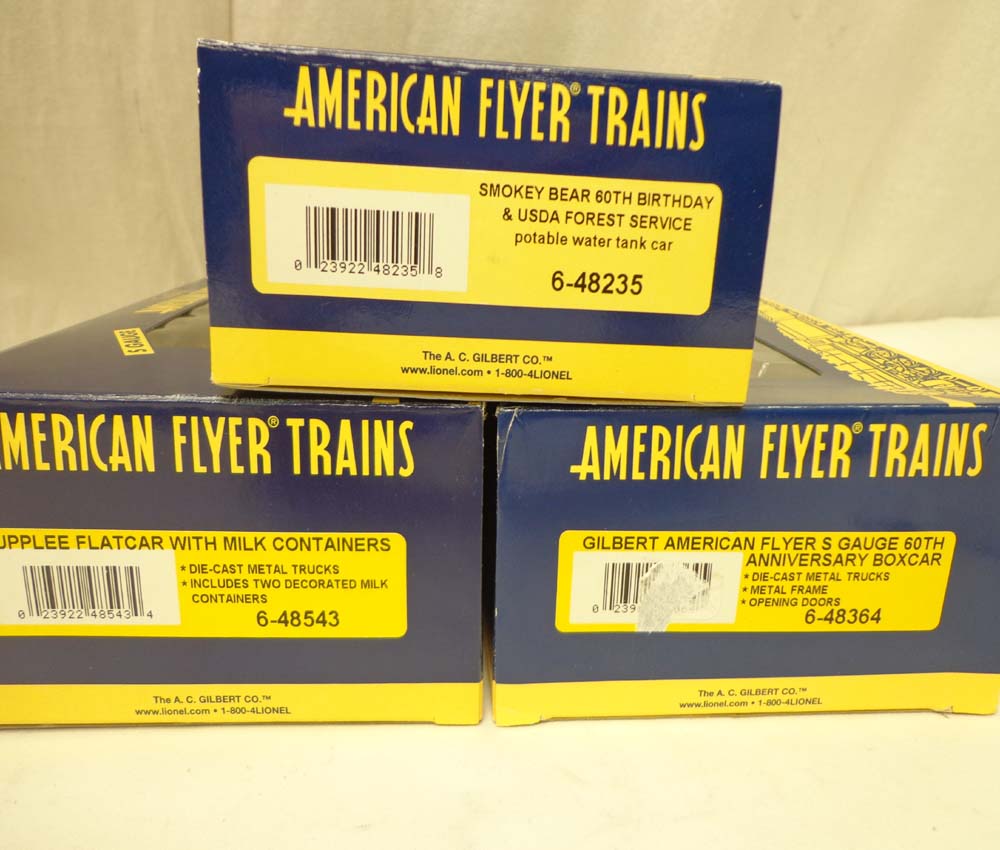 AMERICAN FLYER® TRAINS
SMOKEY BEAR 60TH BIRTHDAY
& USDA FOREST SERVICE
potable water tank car
0 23922 48235 8
6-48235
The A. C. GILBERT CO.™
www.lionel.com • 1-800-4LIONEL
S GAUGE
MERICAN FLYER® TRAINS
UPPLEE FLATCAR WITH MILK CONTAINERS
* DIE-CAST METAL TRUCKS
* INCLUDES TWO DECORATED MILK
CONTAINERS
0 23922 48543 4
6-48543
The A. C. GILBERT CO.™
www.lionel.com • 1-800-4LIONEL
AMERICAN FLYER® TRAINS
GILBERT AMERICAN FLYER S GAUGE 60TH
ANNIVERSARY BOXCAR
* DIE-CAST METAL TRUCKS
* METAL FRAME
* OPENING DOORS
0 239
6-48364
The A. C. GILBERT CO.™
www.lionel.com • 1-800-4LIONEL